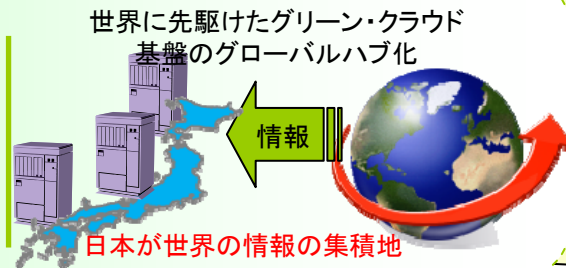 世界に先駆けたグリーン・クラウド
基盤のグローバルハブ化
情報
日本が世界の情報の集積地